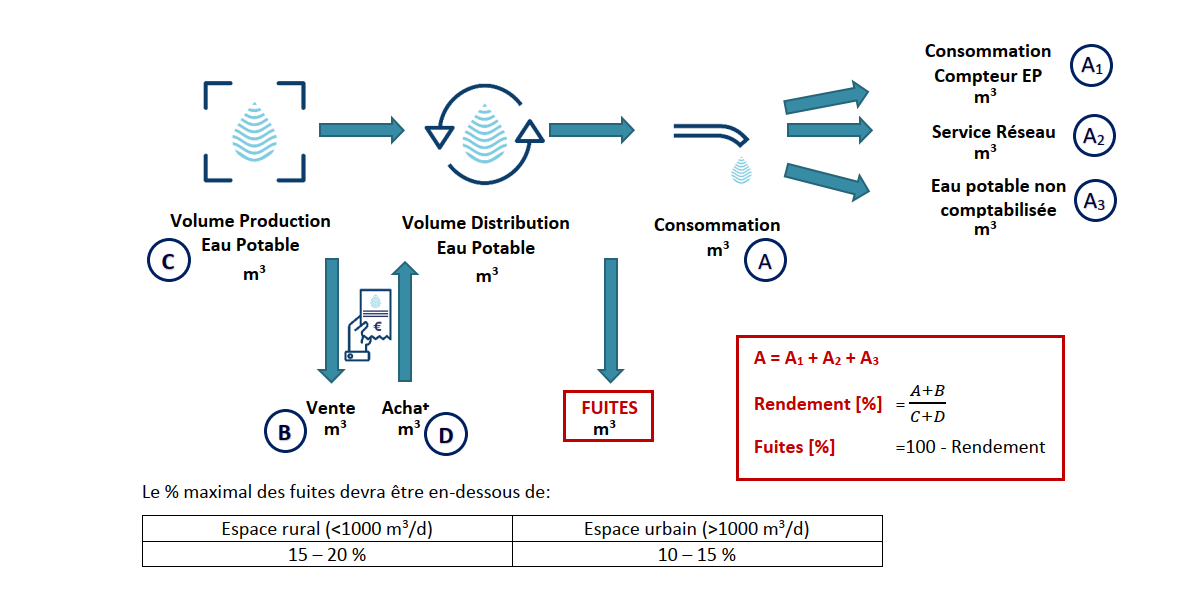 Consommation
Compteur EP
m³
A₁
Service Réseau
m³
A₂
Eau potable non
comptabilisée
m³
A₃
Volume Production
Eau Potable
m³
C
Volume Distribution
Eau Potable
m³
Consommation
m³
A
€
Vente
m³
B
Achat
m³
D
FUITES
m³
A = A₁ + A₂ + A₃
Rendement [%] = (A+B)/(C+D)
Fuites [%] =100 - Rendement
Le % maximal des fuites devra être en-dessous de:
Espace rural (<1000 m³/d) Espace urbain (>1000 m³/d)
15 – 20 % 10 – 15 %